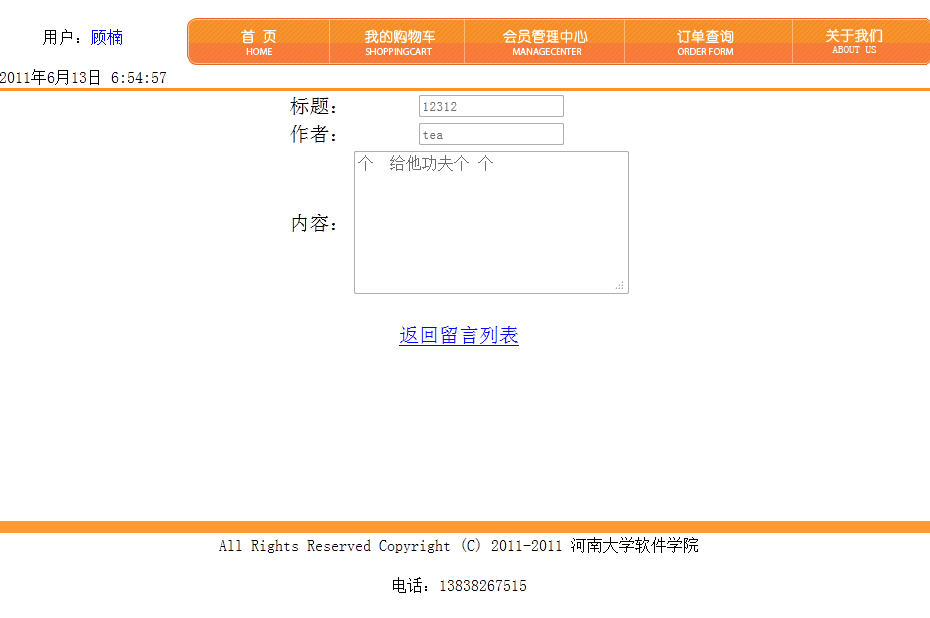 用户：顾楠
首 页 我的购物车 会员管理中心 订单查询 关于我们
HOME SHOPPINGCART MANAGECENTER ORDER FORM ABOUT US
2011年6月13日 6:54:57
标题： 12312
作者： tea
个 给他功夫个 个
内容：
返回留言列表
All Rights Reserved Copyright (C) 2011-2011 河南大学软件学院
电话：13838267515